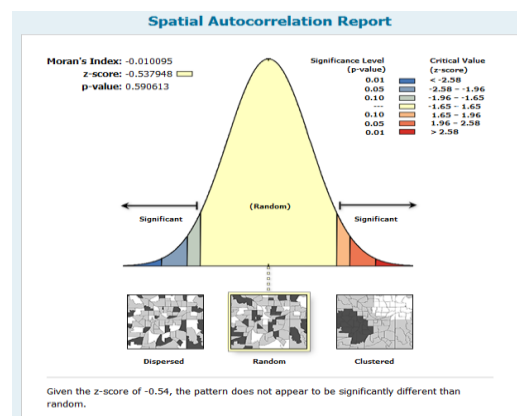 Spatial Autocorrelation Report
Moran's Index: -0.010095
z-score: -0.537948
p-value: 0.590613
Significance Level (p-value)
Critical Value (z-score)
0.01 < -2.58
0.05 -2.58 – -1.96
0.10 -1.96 – -1.65
--- -1.65 – 1.65
0.10 1.65 – 1.96
0.05 1.96 – 2.58
0.01 > 2.58
Significant
(Random)
Significant
Dispersed
Random
Clustered
Given the z-score of -0.54, the pattern does not appear to be significantly different than
random.